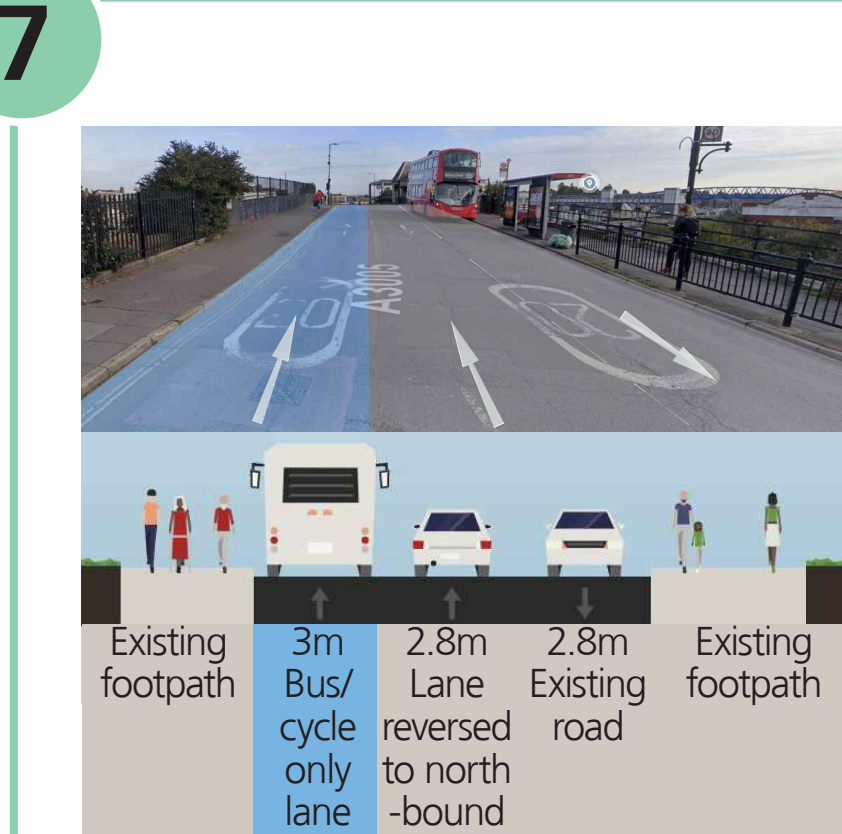 7
A3005
Existing
footpath
3m
Bus/
cycle
only
lane
2.8m
Lane
reversed
to north
-bound
2.8m
Existing
road
Existing
footpath